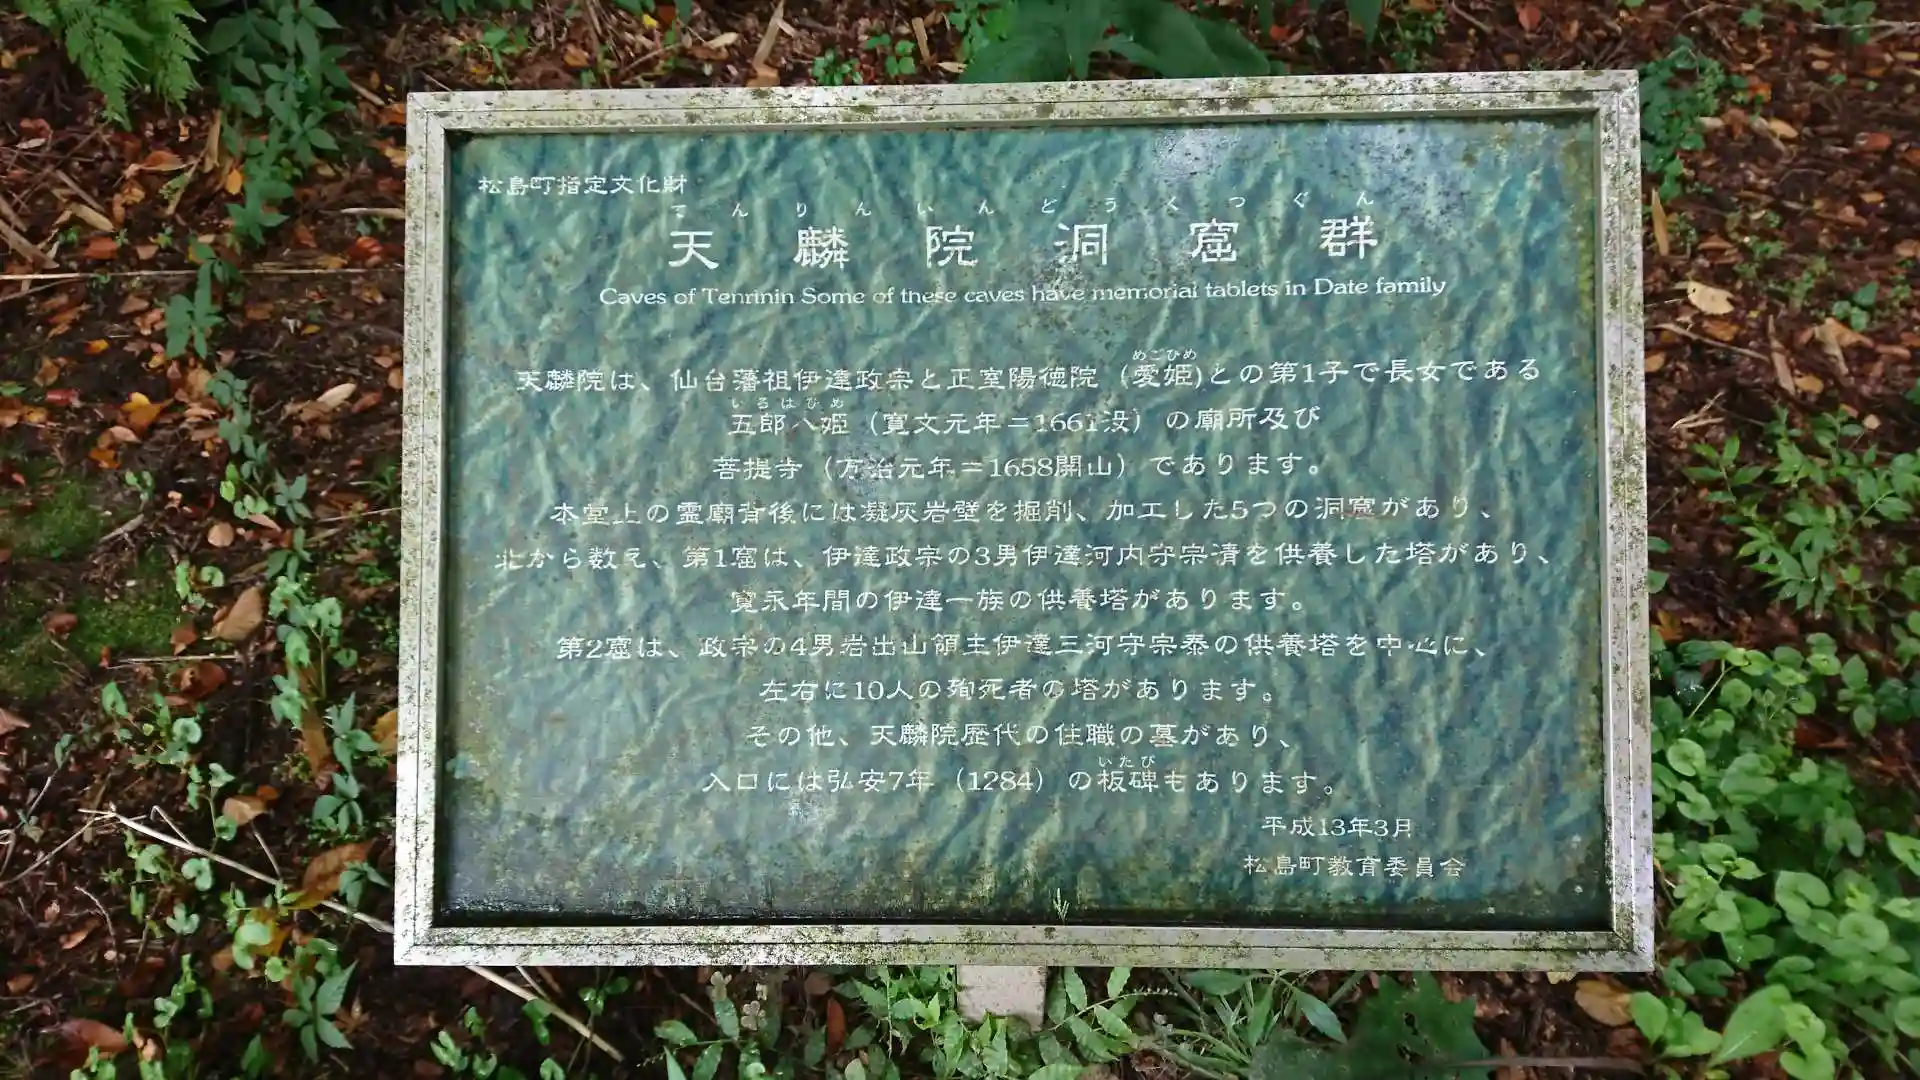 松島町指定文化財
てんりんいんどうくつぐん
天麟院洞窟群
Caves of Tenrinin Some of these caves have memorial tablets in Date family
めごひめ
天麟院は、仙台藩祖伊達政宗と正室陽徳院（愛姫)との第1子で長女である
いろはひめ
五郎八姫（寛文元年＝1661没）の廟所及び
菩提寺（万治元年＝1658開山）であります。
本堂上の霊廟背後には凝灰岩壁を掘削、加工した5つの洞窟があり、
北から数え、第1窟は、伊達政宗の3男伊達河内守宗清を供養した塔があり、
寛永年間の伊達一族の供養塔があります。
第2窟は、政宗の4男岩出山領主伊達三河守宗泰の供養塔を中心に、
左右に10人の殉死者の塔があります。
その他、天麟院歴代の住職の墓があり、
いたび
入口には弘安7年（1284）の板碑もあります。
平成13年3月
松島町教育委員会